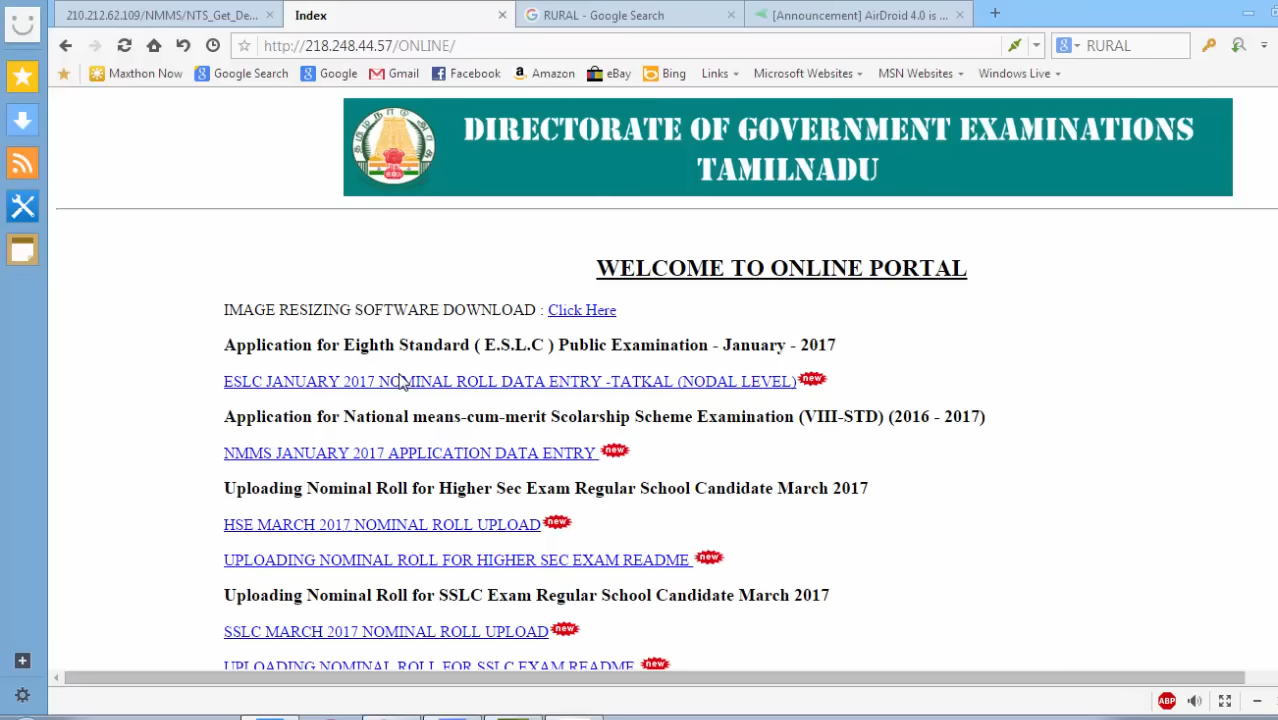 210.212.62.109/NMMS/NTS_Get_De... ×
Index ×
RURAL - Google Search ×
[Announcement] AirDroid 4.0 is ... ×
http://218.248.44.57/ONLINE/
RURAL
Maxthon Now Google Search Google Gmail Facebook Amazon eBay Bing Links Microsoft Websites MSN Websites Windows Live
DIRECTORATE OF GOVERNMENT EXAMINATIONS
TAMILNADU
WELCOME TO ONLINE PORTAL
IMAGE RESIZING SOFTWARE DOWNLOAD : Click Here
Application for Eighth Standard ( E.S.L.C ) Public Examination - January - 2017
ESLC JANUARY 2017 NOMINAL ROLL DATA ENTRY -TATKAL (NODAL LEVEL) new
Application for National means-cum-merit Scolarship Scheme Examination (VIII-STD) (2016 - 2017)
NMMS JANUARY 2017 APPLICATION DATA ENTRY new
Uploading Nominal Roll for Higher Sec Exam Regular School Candidate March 2017
HSE MARCH 2017 NOMINAL ROLL UPLOAD new
UPLOADING NOMINAL ROLL FOR HIGHER SEC EXAM README new
Uploading Nominal Roll for SSLC Exam Regular School Candidate March 2017
SSLC MARCH 2017 NOMINAL ROLL UPLOAD new
UPLOADING NOMINAL ROLL FOR SSLC EXAM README new
ABP